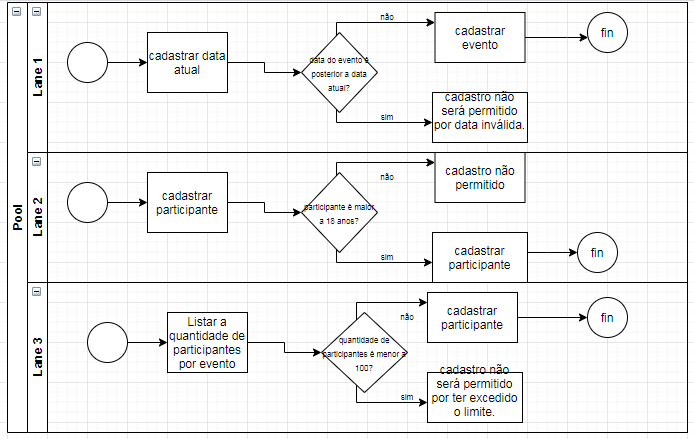 Pool
Lane 1
cadastrar data
atual
data do evento é
posterior a data
atual?
não
cadastrar
evento
fin
sim
cadastro não
será permitido
por data inválida.
Lane 2
cadastrar
participante
participante é maior
a 18 anos?
não
cadastro não
permitido
sim
cadastrar
participante
fin
Lane 3
Listar a
quantidade de
participantes
por evento
quantidade de
participantes é menor a
100?
não
cadastrar
participante
fin
sim
cadastro não
será permitido
por ter excedido
o limite.